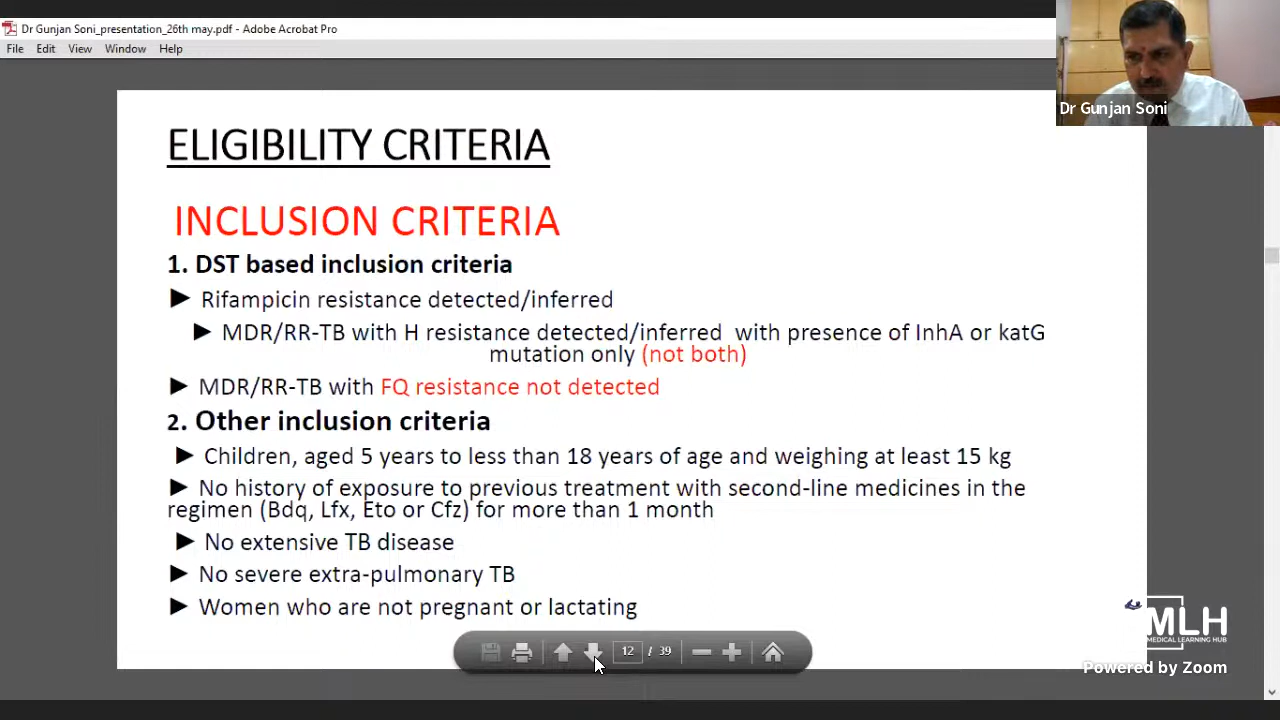 Dr Gunjan Soni_presentation_26th may.pdf - Adobe Acrobat Pro
File Edit View Window Help
Dr Gunjan Soni
ELIGIBILITY CRITERIA
INCLUSION CRITERIA
1. DST based inclusion criteria
► Rifampicin resistance detected/inferred
► MDR/RR-TB with H resistance detected/inferred with presence of InhA or katG
mutation only (not both)
► MDR/RR-TB with FQ resistance not detected
2. Other inclusion criteria
► Children, aged 5 years to less than 18 years of age and weighing at least 15 kg
► No history of exposure to previous treatment with second-line medicines in the
regimen (Bdq, Lfx, Eto or Cfz) for more than 1 month
► No extensive TB disease
► No severe extra-pulmonary TB
► Women who are not pregnant or lactating
12 / 39
MLH
MEDICAL LEARNING HUB
Powered by Zoom